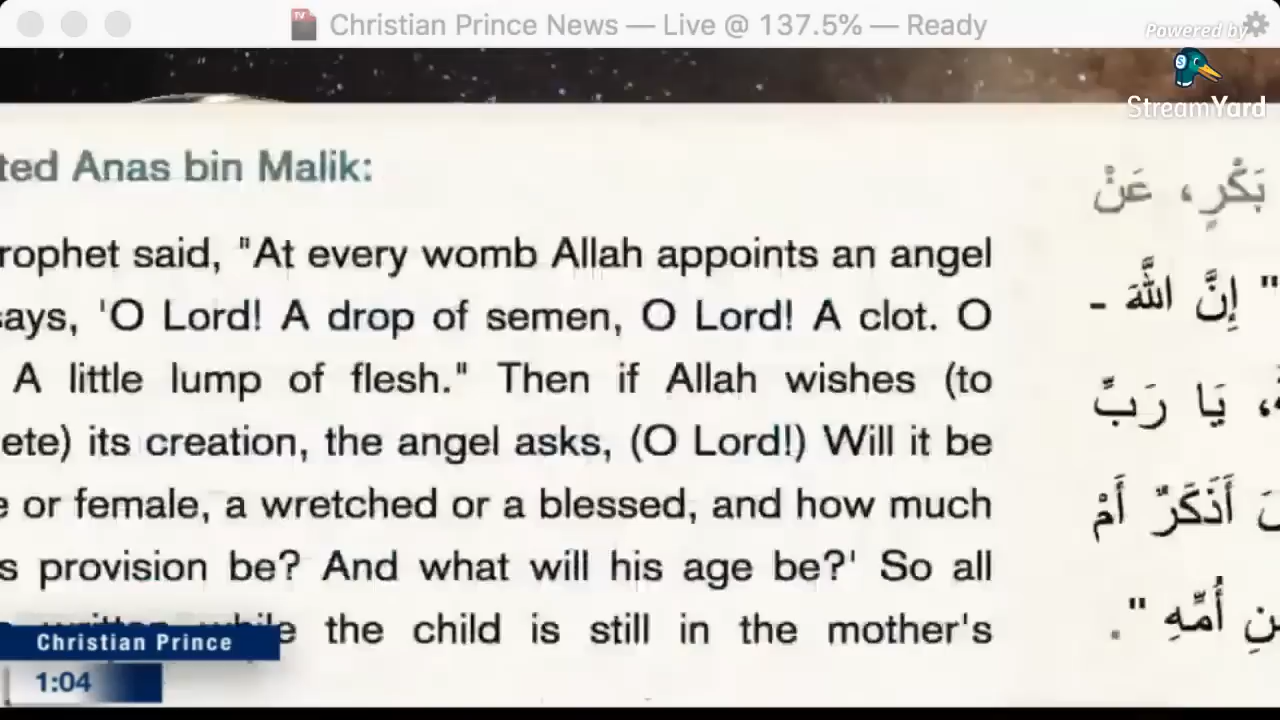 Christian Prince News — Live @ 137.5% — Ready
Powered by
StreamYard
ted Anas bin Malik:
rophet said, "At every womb Allah appoints an angel
says, 'O Lord! A drop of semen, O Lord! A clot. O
A little lump of flesh." Then if Allah wishes (to
ete) its creation, the angel asks, (O Lord!) Will it be
e or female, a wretched or a blessed, and how much
s provision be? And what will his age be?' So all
written while the child is still in the mother's
بَكْرٍ، عَنْ
" إِنَّ اللَّهَ ـ
يَا رَبِّ
أَذَكَرٌ أَمْ
نِ أُمِّهِ ".
Christian Prince
1:04